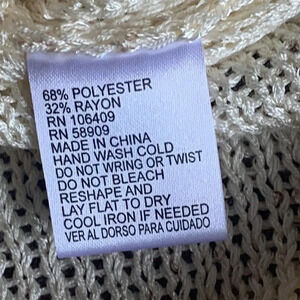 68% POLYESTER
32% RAYON
RN 106409
RN 58909
MADE IN CHINA
HAND WASH COLD
DO NOT WRING OR TWIST
DO NOT BLEACH
RESHAPE AND
LAY FLAT TO DRY
COOL IRON IF NEEDED
VER AL DORSO PARA CUIDADO